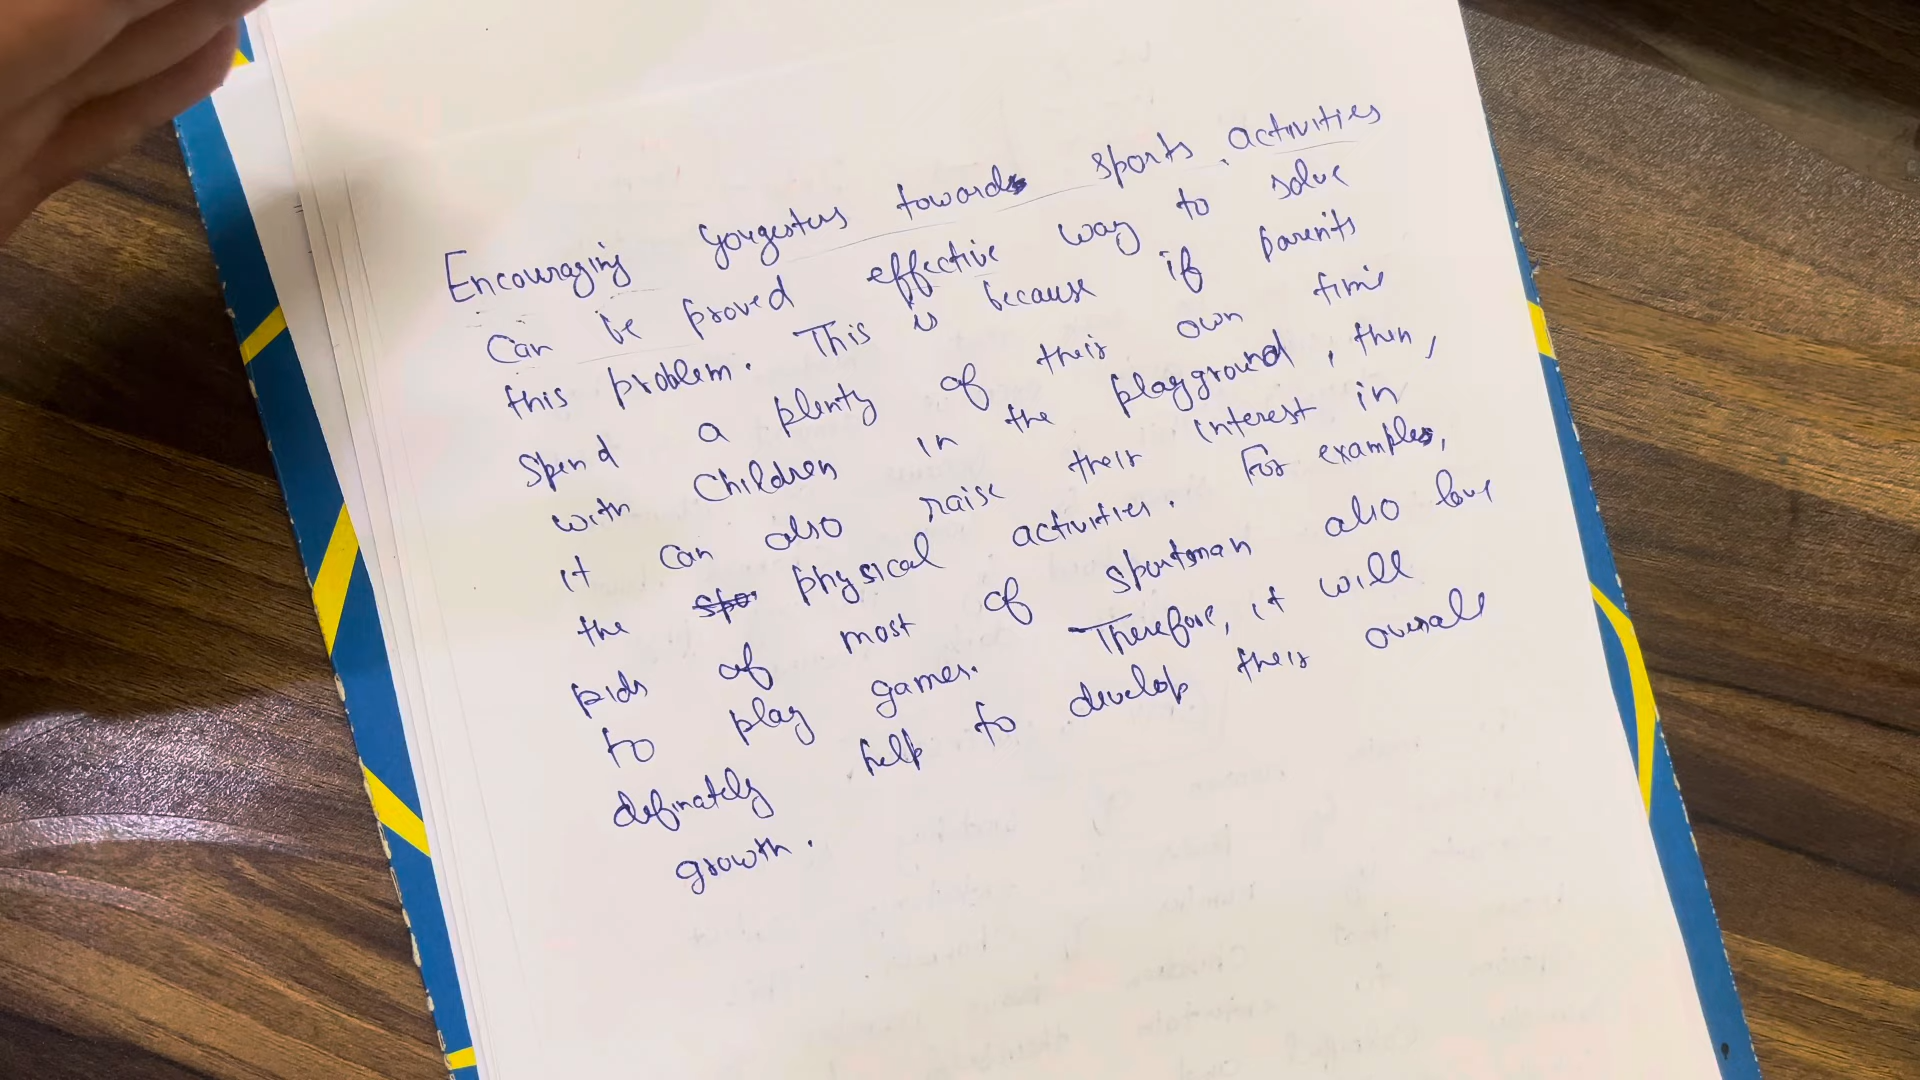 Encouraging yougesters towards sports activities
Can be proved effective way to solve
this problem. This is because if parents
Spend a plenty of their own time
with Children in the playground, then,
it can also raise their interest in
the spo physical activities. For examples,
kids of most of sportsman also love
to play games. Therefore, it will
definately help to develop their overall
growth.